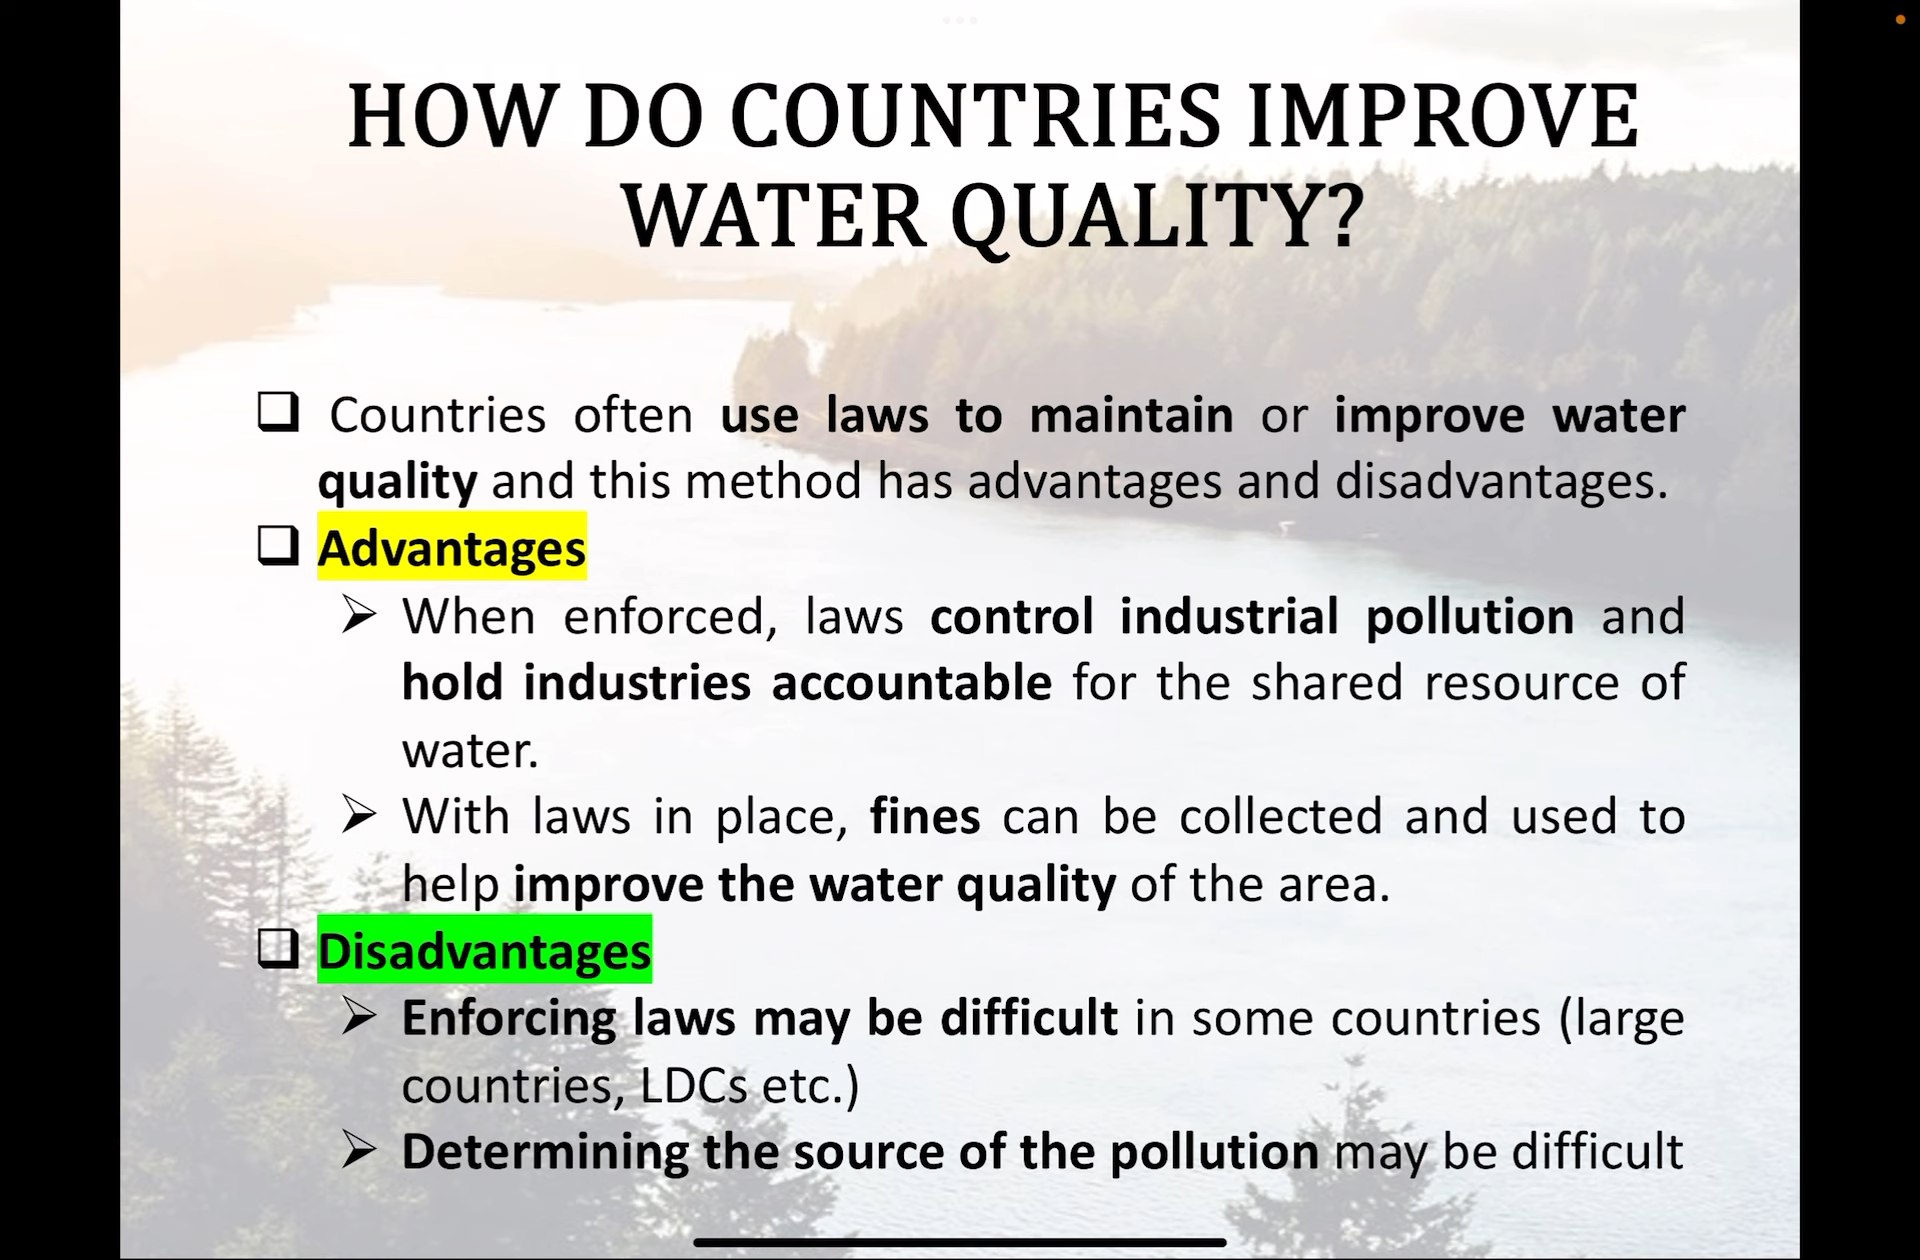 HOW DO COUNTRIES IMPROVE
WATER QUALITY?
❑ Countries often use laws to maintain or improve water
quality and this method has advantages and disadvantages.
❑ Advantages
➢ When enforced, laws control industrial pollution and
hold industries accountable for the shared resource of
water.
➢ With laws in place, fines can be collected and used to
help improve the water quality of the area.
❑ Disadvantages
➢ Enforcing laws may be difficult in some countries (large
countries, LDCs etc.)
➢ Determining the source of the pollution may be difficult